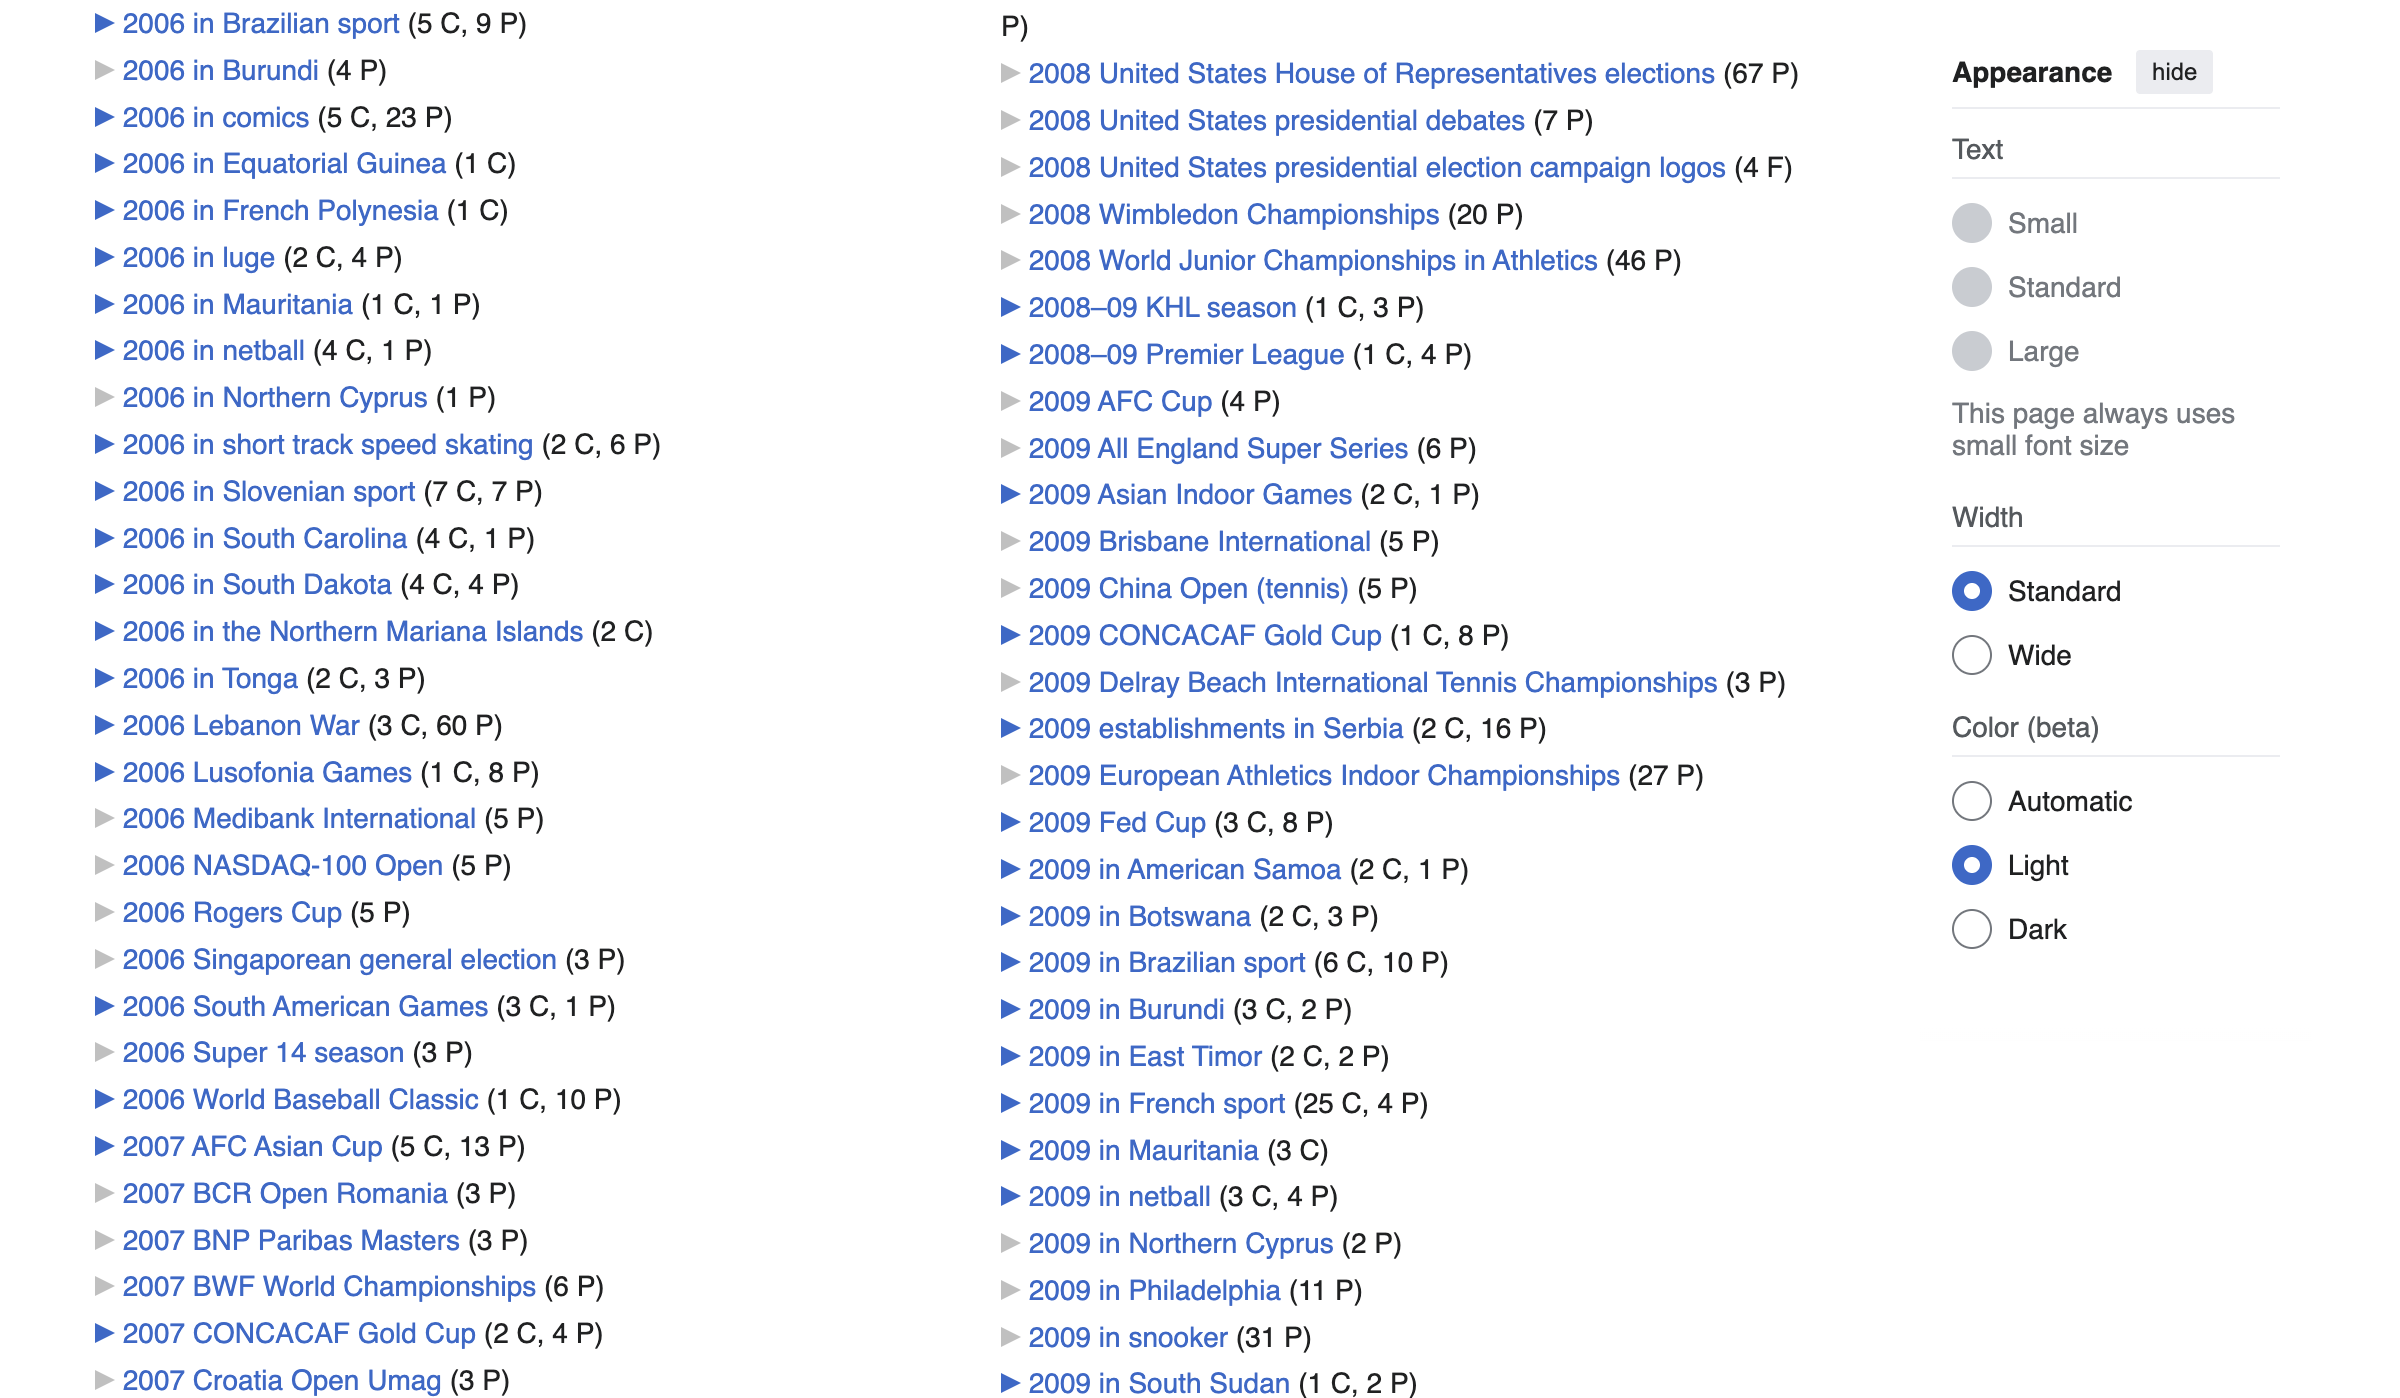 2006 in Brazilian sport (5 C, 9 P)
2006 in Burundi (4 P)
2006 in comics (5 C, 23 P)
2006 in Equatorial Guinea (1 C)
2006 in French Polynesia (1 C)
2006 in luge (2 C, 4 P)
2006 in Mauritania (1 C, 1 P)
2006 in netball (4 C, 1 P)
2006 in Northern Cyprus (1 P)
2006 in short track speed skating (2 C, 6 P)
2006 in Slovenian sport (7 C, 7 P)
2006 in South Carolina (4 C, 1 P)
2006 in South Dakota (4 C, 4 P)
2006 in the Northern Mariana Islands (2 C)
2006 in Tonga (2 C, 3 P)
2006 Lebanon War (3 C, 60 P)
2006 Lusofonia Games (1 C, 8 P)
2006 Medibank International (5 P)
2006 NASDAQ-100 Open (5 P)
2006 Rogers Cup (5 P)
2006 Singaporean general election (3 P)
2006 South American Games (3 C, 1 P)
2006 Super 14 season (3 P)
2006 World Baseball Classic (1 C, 10 P)
2007 AFC Asian Cup (5 C, 13 P)
2007 BCR Open Romania (3 P)
2007 BNP Paribas Masters (3 P)
2007 BWF World Championships (6 P)
2007 CONCACAF Gold Cup (2 C, 4 P)
2007 Croatia Open Umag (3 P)
P)
2008 United States House of Representatives elections (67 P)
2008 United States presidential debates (7 P)
2008 United States presidential election campaign logos (4 F)
2008 Wimbledon Championships (20 P)
2008 World Junior Championships in Athletics (46 P)
2008–09 KHL season (1 C, 3 P)
2008–09 Premier League (1 C, 4 P)
2009 AFC Cup (4 P)
2009 All England Super Series (6 P)
2009 Asian Indoor Games (2 C, 1 P)
2009 Brisbane International (5 P)
2009 China Open (tennis) (5 P)
2009 CONCACAF Gold Cup (1 C, 8 P)
2009 Delray Beach International Tennis Championships (3 P)
2009 establishments in Serbia (2 C, 16 P)
2009 European Athletics Indoor Championships (27 P)
2009 Fed Cup (3 C, 8 P)
2009 in American Samoa (2 C, 1 P)
2009 in Botswana (2 C, 3 P)
2009 in Brazilian sport (6 C, 10 P)
2009 in Burundi (3 C, 2 P)
2009 in East Timor (2 C, 2 P)
2009 in French sport (25 C, 4 P)
2009 in Mauritania (3 C)
2009 in netball (3 C, 4 P)
2009 in Northern Cyprus (2 P)
2009 in Philadelphia (11 P)
2009 in snooker (31 P)
2009 in South Sudan (1 C, 2 P)
Appearance hide
Text
Small
Standard
Large
This page always uses
small font size
Width
Standard
Wide
Color (beta)
Automatic
Light
Dark